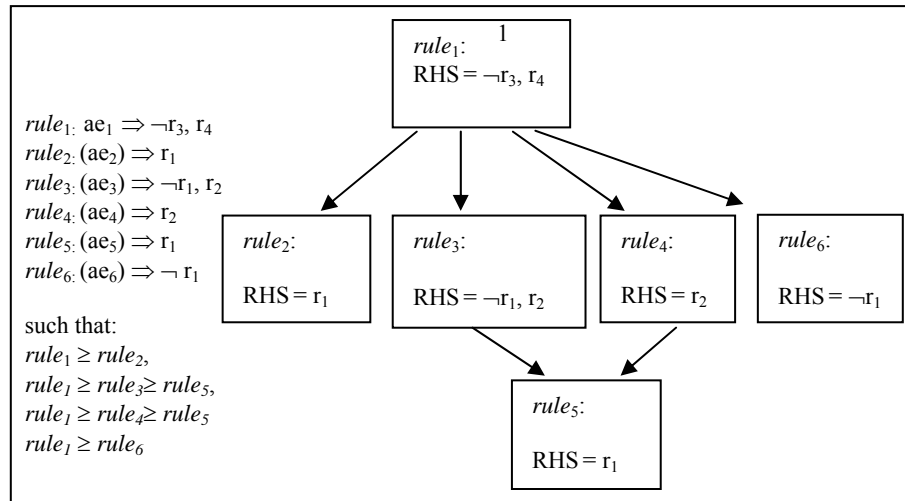 rule₁: 1
RHS = ¬r₃, r₄
rule₁: ae₁ ⇒ ¬r₃, r₄
rule₂: (ae₂) ⇒ r₁
rule₃: (ae₃) ⇒ ¬r₁, r₂
rule₄: (ae₄) ⇒ r₂
rule₅: (ae₅) ⇒ r₁
rule₆: (ae₆) ⇒ ¬ r₁
such that:
rule₁ ≥ rule₂,
rule₁ ≥ rule₃≥ rule₅,
rule₁ ≥ rule₄≥ rule₅
rule₁ ≥ rule₆
rule₂:
RHS = r₁
rule₃:
RHS = ¬r₁, r₂
rule₄:
RHS = r₂
rule₆:
RHS = ¬r₁
rule₅:
RHS = r₁